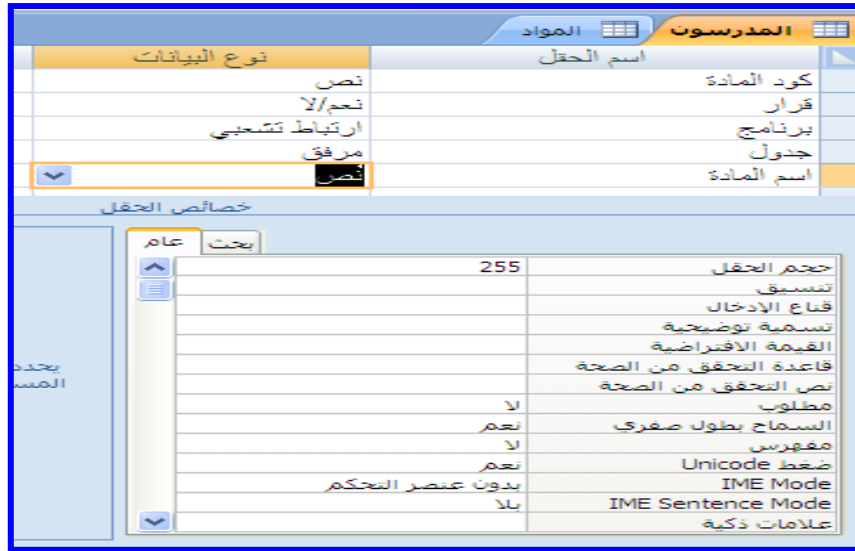 المدرسون المواد
اسم الحقل نوع البيانات
كود المادة نص
قرار نعم/لا
برنامج ارتباط تشعبي
جدول مرفق
اسم المادة نص
خصائص الحقل
عام بحث
حجم الحقل 255
تنسيق
قناع الإدخال
تسمية توضيحية
القيمة الافتراضية
قاعدة التحقق من الصحة
نص التحقق من الصحة
مطلوب لا
السماح بطول صفري نعم
مفهرس لا
ضغط Unicode نعم
IME Mode بدون عنصر التحكم
IME Sentence Mode بلا
علامات ذكية